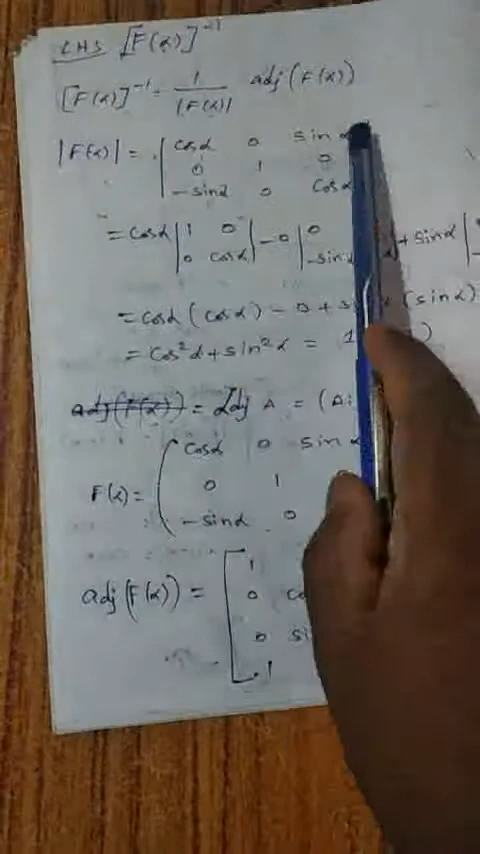 LHS [F(α)]⁻¹
[F(α)]⁻¹ = 1/|F(α)| adj(F(α))
|F(α)| = | cosα 0 sin
0 1 0
-sinα 0 cosα
= cosα |1 0 - 0 |0 + sinα |
0 cosα| -sin
= cosα (cosα) - 0 + (sinα)
= cos²α + sin²α = 1 )
adj(F(α)) = adj A = (A
cosα 0 sin α
F(α) = ( 0 1
-sinα 0
1
adj(F(α)) = [ 0 co
0 si
1